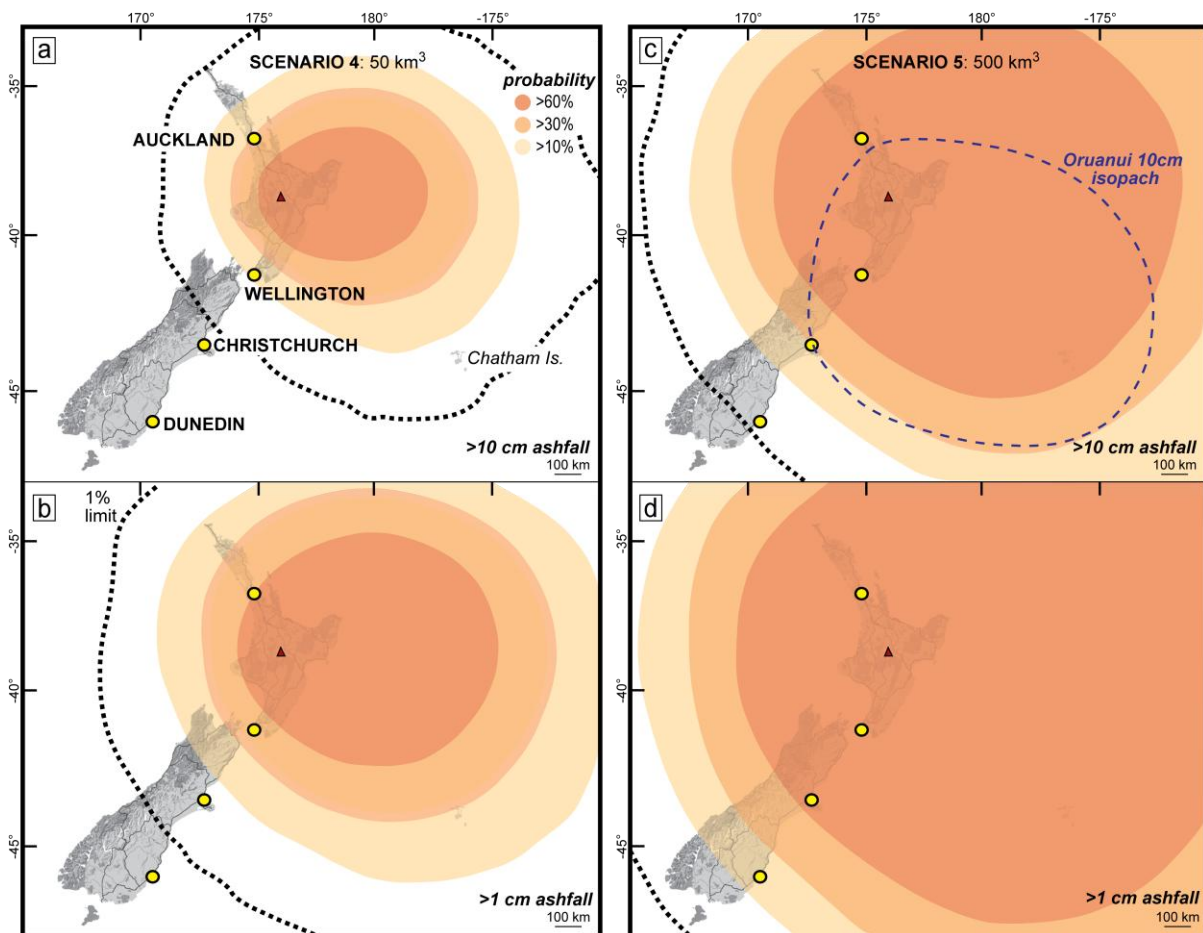 170° 175° 180° -175°
a
SCENARIO 4: 50 km³
probability
>60%
>30%
>10%
-35°
-40°
-45°
AUCKLAND
WELLINGTON
CHRISTCHURCH
Chatham Is.
DUNEDIN
>10 cm ashfall
100 km
170° 175° 180° -175°
c
SCENARIO 5: 500 km³
-35°
-40°
-45°
Oruanui 10cm
isopach
>10 cm ashfall
100 km
b
1%
limit
-35°
-40°
-45°
>1 cm ashfall
100 km
d
-35°
-40°
-45°
>1 cm ashfall
100 km